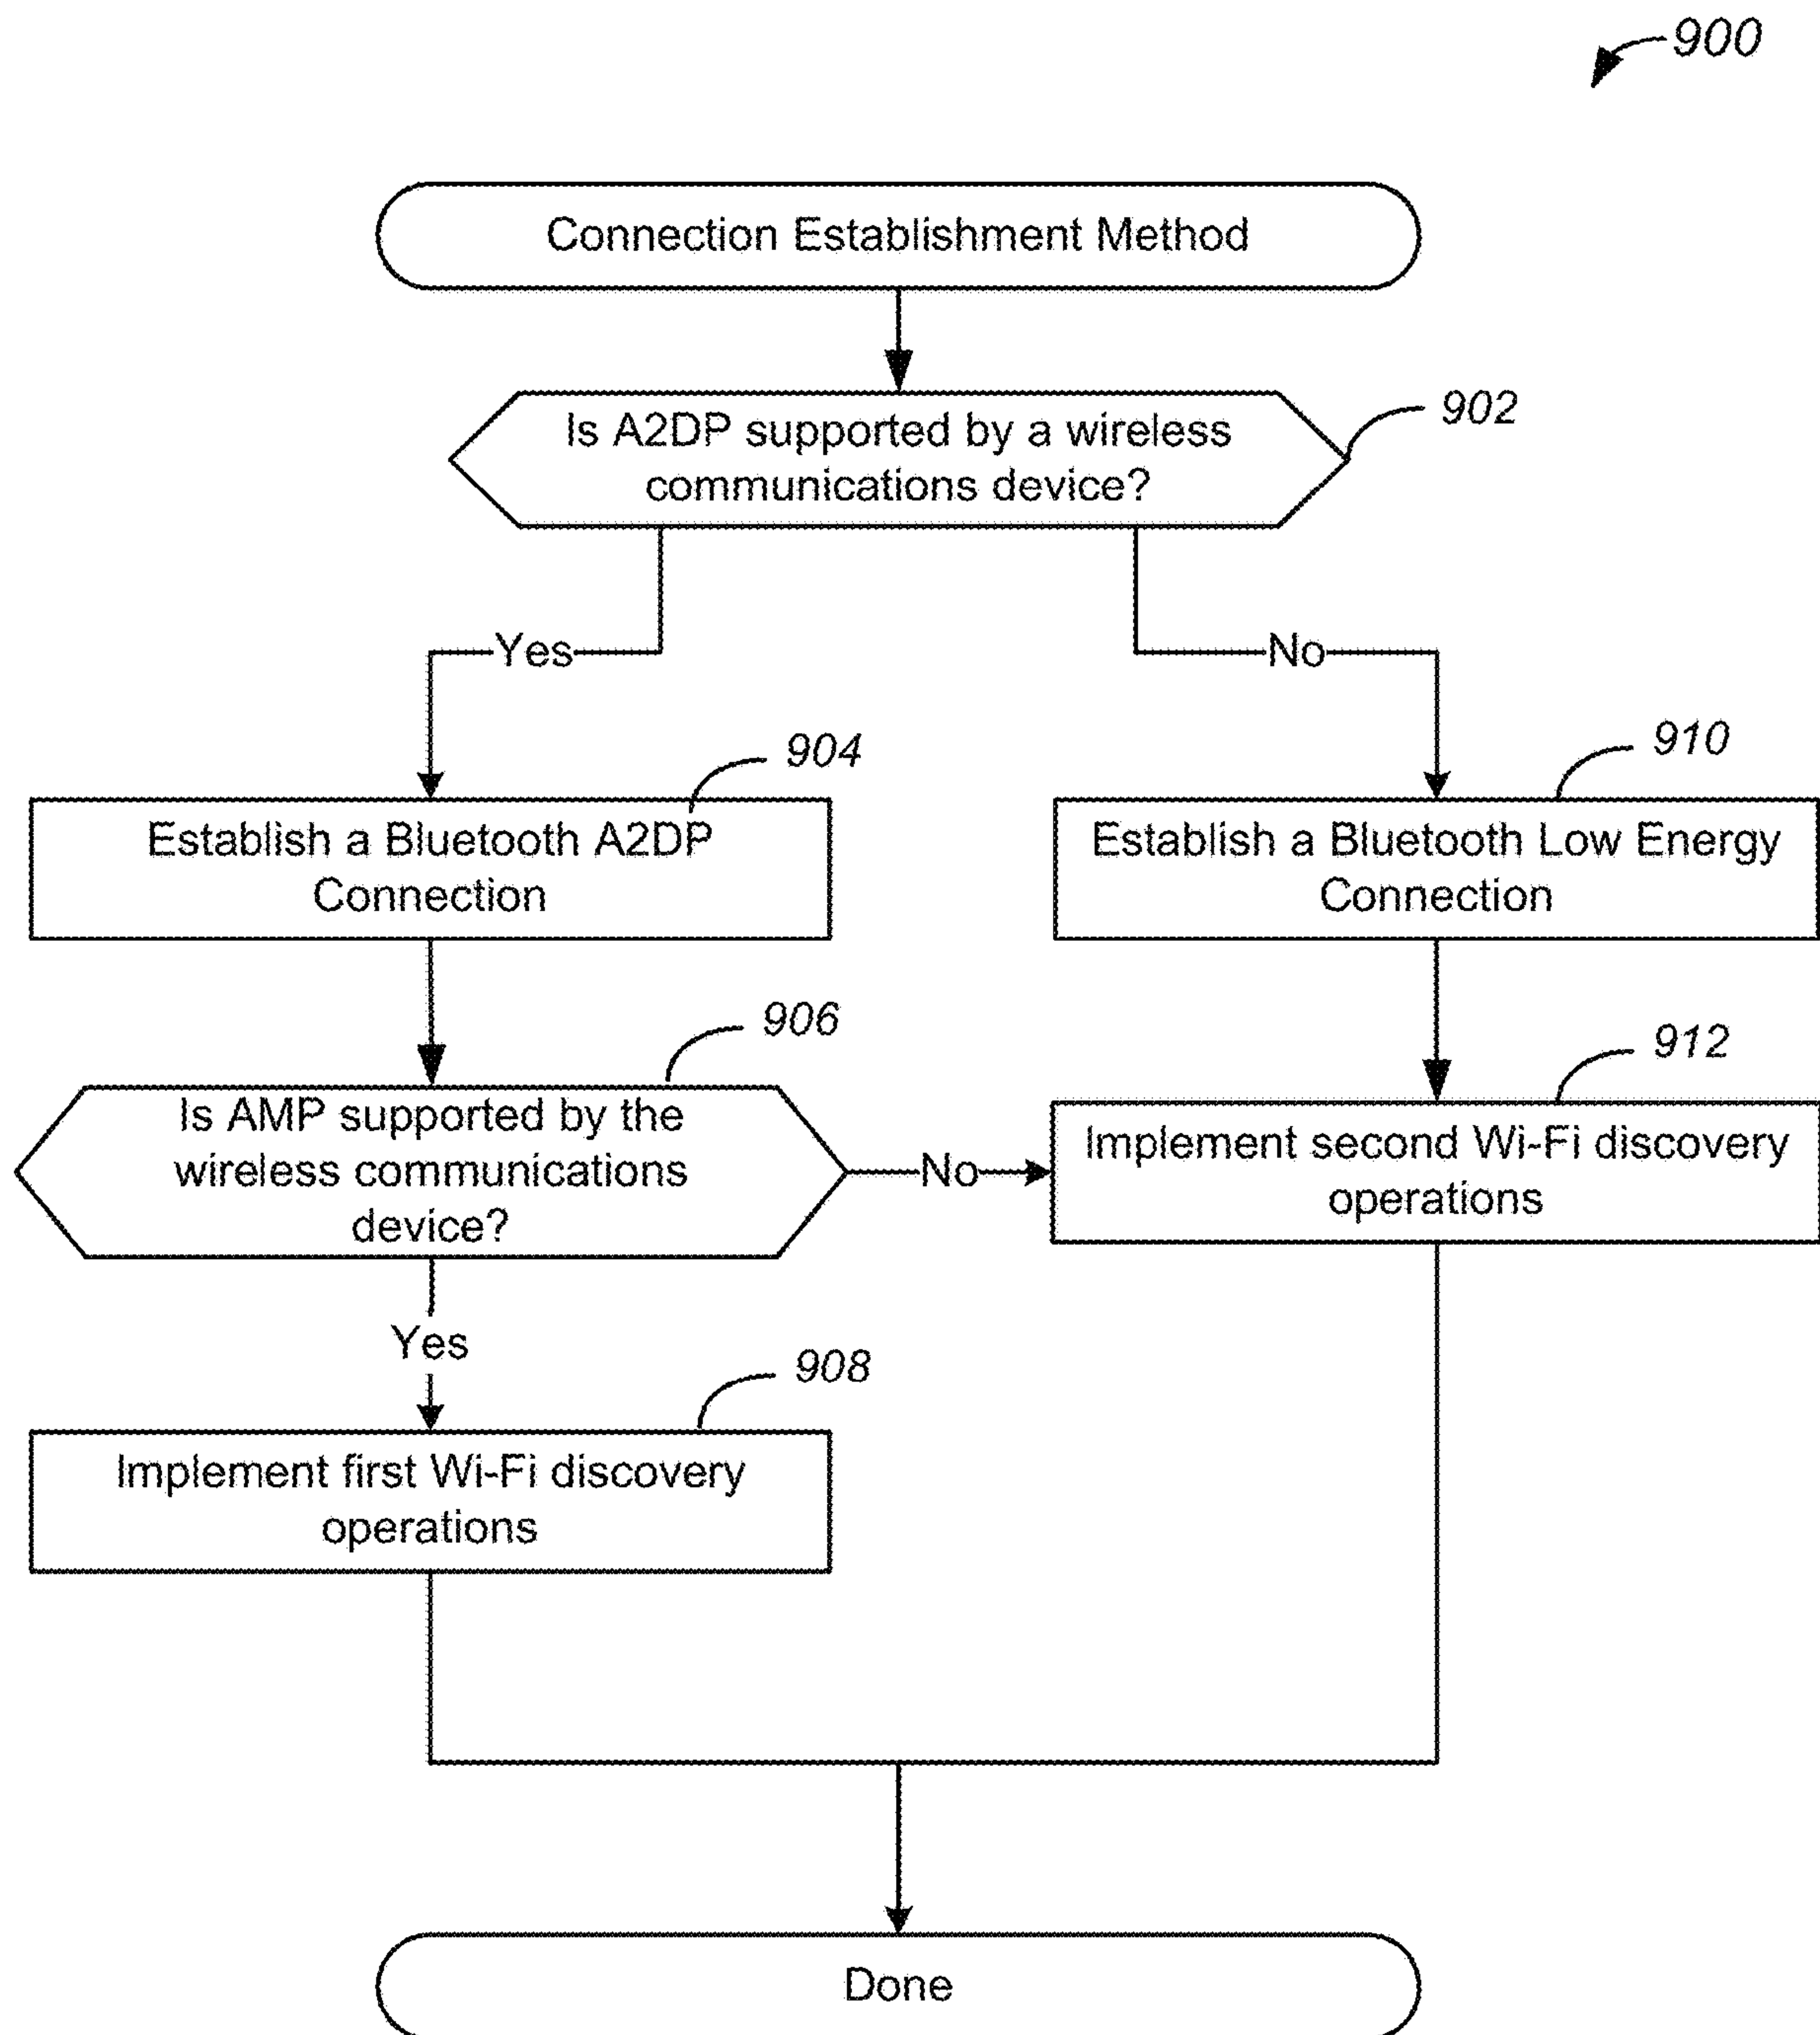 900
Connection Establishment Method
Is A2DP supported by a wireless
communications device?
902
Yes
No
904
910
Establish a Bluetooth A2DP
Connection
Establish a Bluetooth Low Energy
Connection
906
912
Is AMP supported by the
wireless communications
device?
No
Implement second Wi-Fi discovery
operations
Yes
908
Implement first Wi-Fi discovery
operations
Done